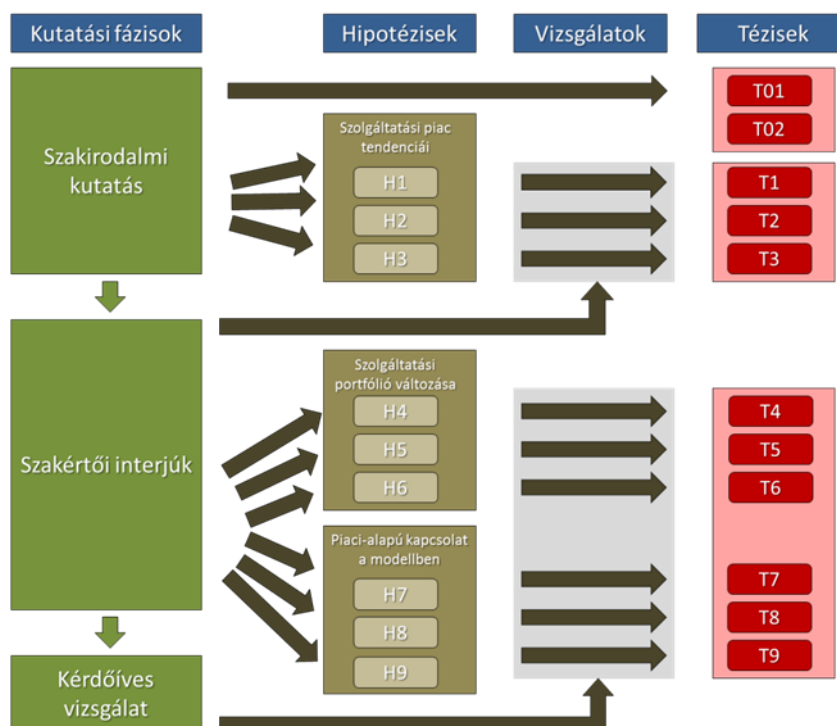 Kutatási fázisok
Hipotézisek
Vizsgálatok
Tézisek
Szakirodalmi
kutatás
Szolgáltatási piac
tendenciái
H1
H2
H3
T01
T02
T1
T2
T3
Szakértői interjúk
Szolgáltatási
portfólió változása
H4
H5
H6
Piaci-alapú kapcsolat
a modellben
H7
H8
H9
T4
T5
T6
T7
T8
T9
Kérdőíves
vizsgálat